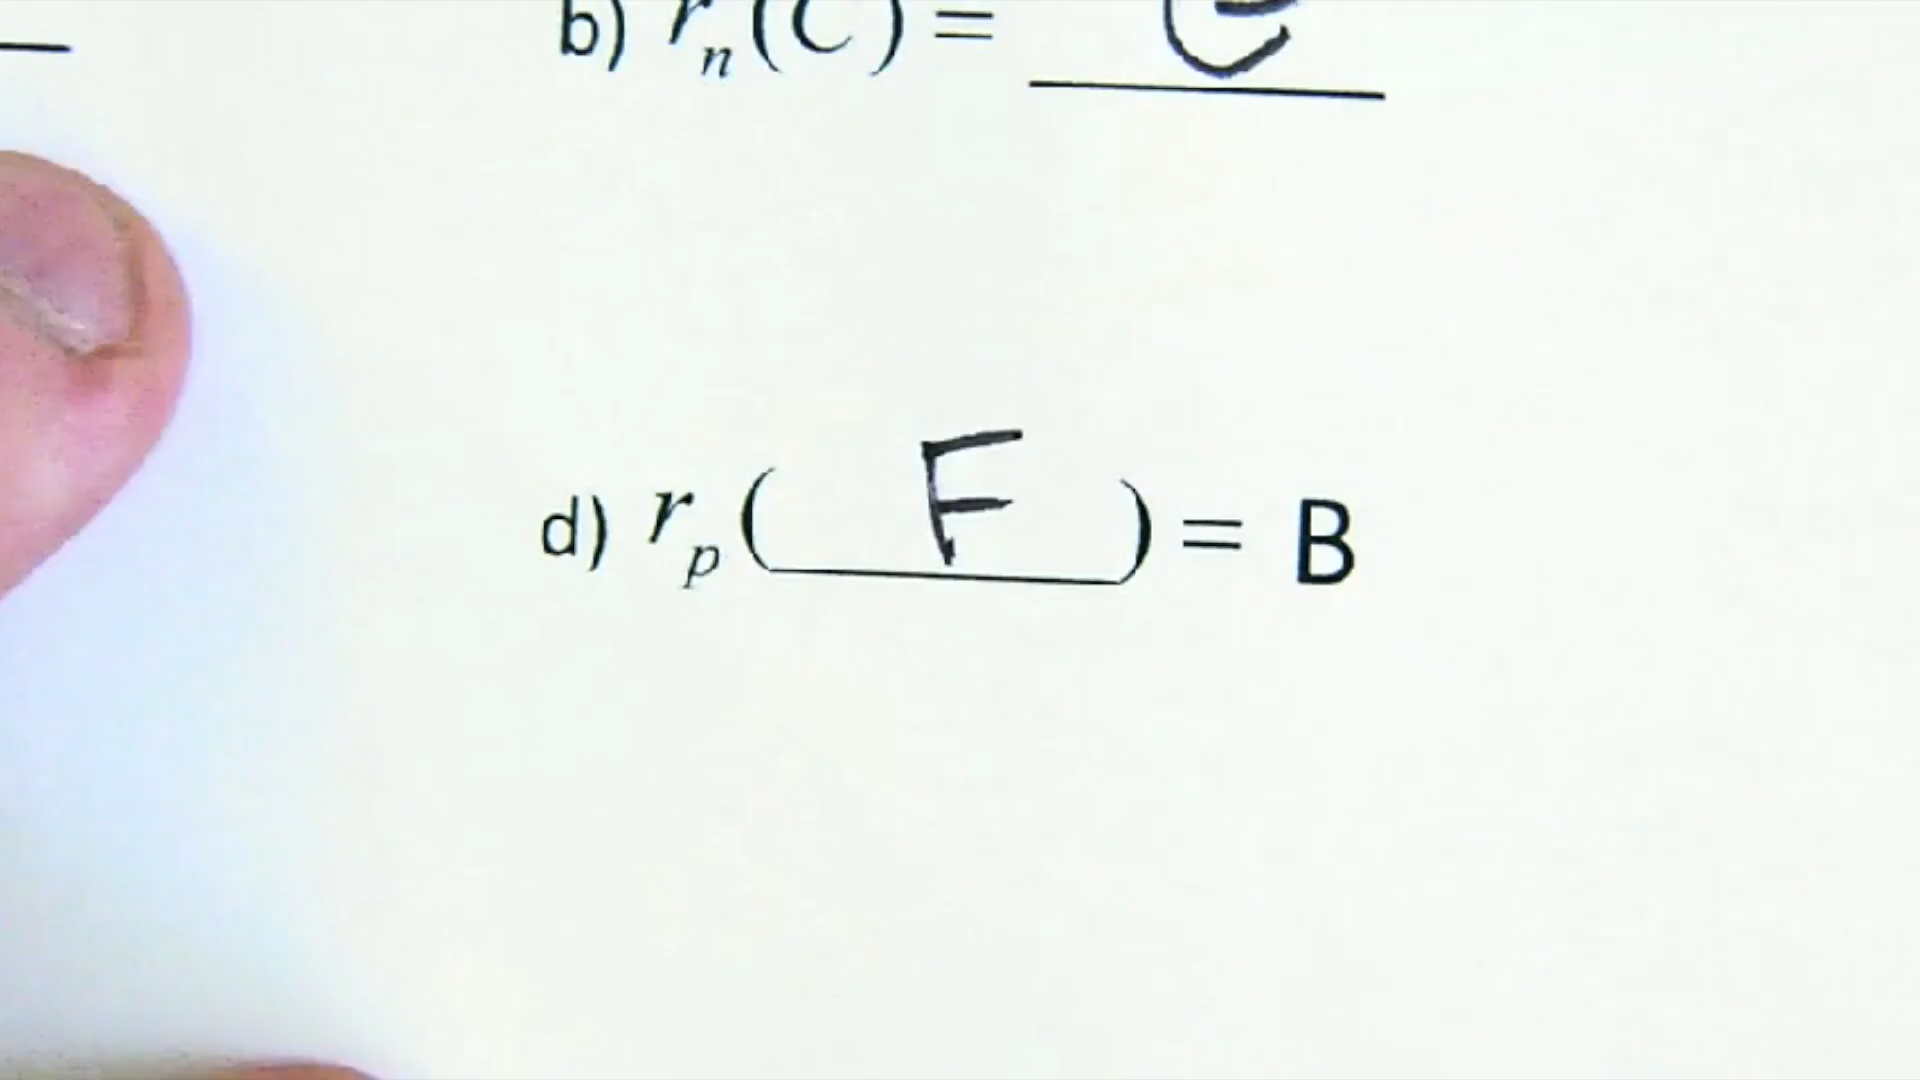 b) rₙ(C) =
d) rₚ( F ) = B